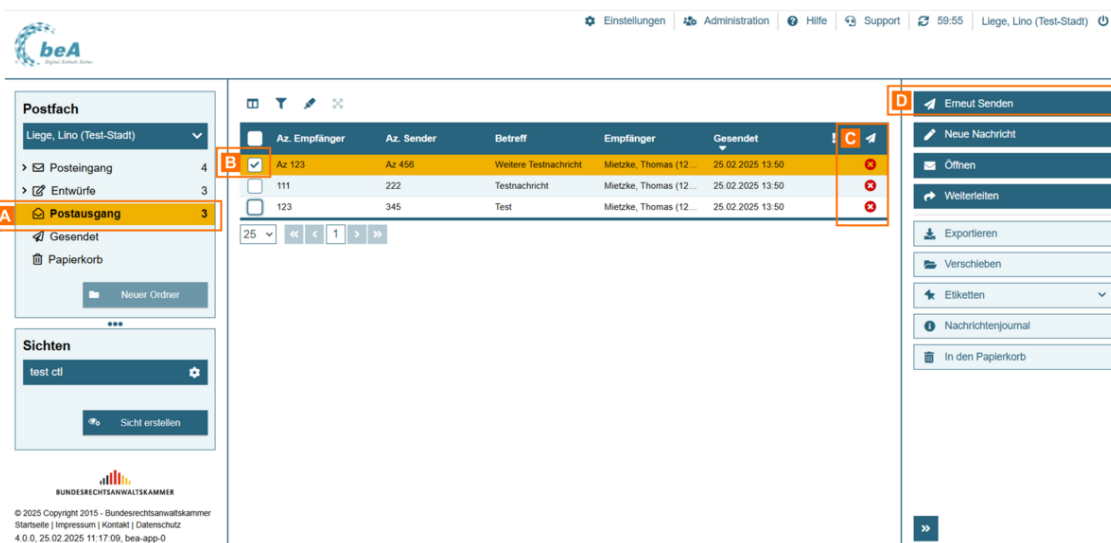 Einstellungen Administration Hilfe Support 59:55 Liege, Lino (Test-Stadt)
beA
Digital. Einfach. Sicher.
Postfach
Liege, Lino (Test-Stadt)
Posteingang 4
Entwürfe 3
A Postausgang 3
Gesendet
Papierkorb
Neuer Ordner
Sichten
test ctl
Sicht erstellen
BUNDESRECHTSANWALTSKAMMER
© 2025 Copyright 2015 - Bundesrechtsanwaltskammer
Startseite | Impressum | Kontakt | Datenschutz
4.0.0, 25.02.2025 11:17:09, bea-app-0
Az. Empfänger Az. Sender Betreff Empfänger Gesendet ! C
B Az 123 Az 456 Weitere Testnachricht Mietzke, Thomas (12... 25.02.2025 13:50
111 222 Testnachricht Mietzke, Thomas (12... 25.02.2025 13:50
123 345 Test Mietzke, Thomas (12... 25.02.2025 13:50
25 « < 1 > »
D Erneut Senden
Neue Nachricht
Öffnen
Weiterleiten
Exportieren
Verschieben
Etiketten
Nachrichtenjournal
In den Papierkorb
»